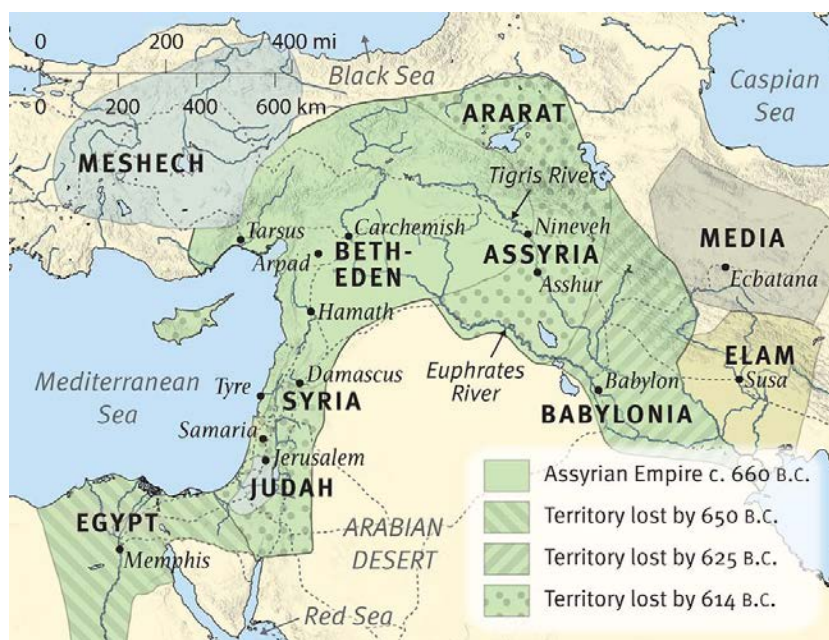 0 200 400 mi
0 200 400 600 km
Black Sea
Caspian
Sea
ARARAT
MESHECH
Tigris River
Tarsus
Carchemish
Nineveh
MEDIA
Arpad
BETH-
EDEN
ASSYRIA
Ecbatana
Asshur
Hamath
ELAM
Mediterranean
Sea
Tyre
Damascus
Euphrates
River
Babylon
Susa
SYRIA
BABYLONIA
Samaria
Jerusalem
JUDAH
EGYPT
Memphis
ARABIAN
DESERT
Red Sea
Assyrian Empire c. 660 B.C.
Territory lost by 650 B.C.
Territory lost by 625 B.C.
Territory lost by 614 B.C.